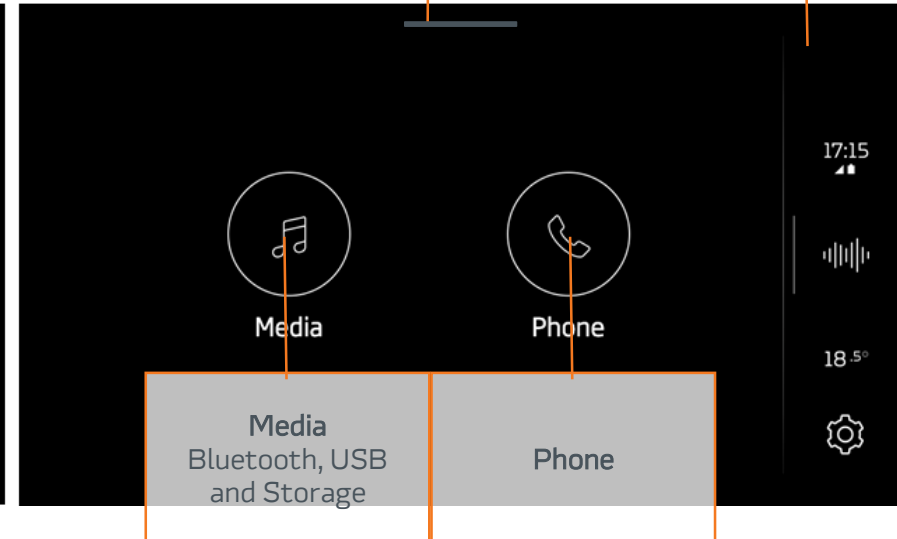 17:15
Media
Phone
18.5°
Media
Bluetooth, USB
and Storage
Phone